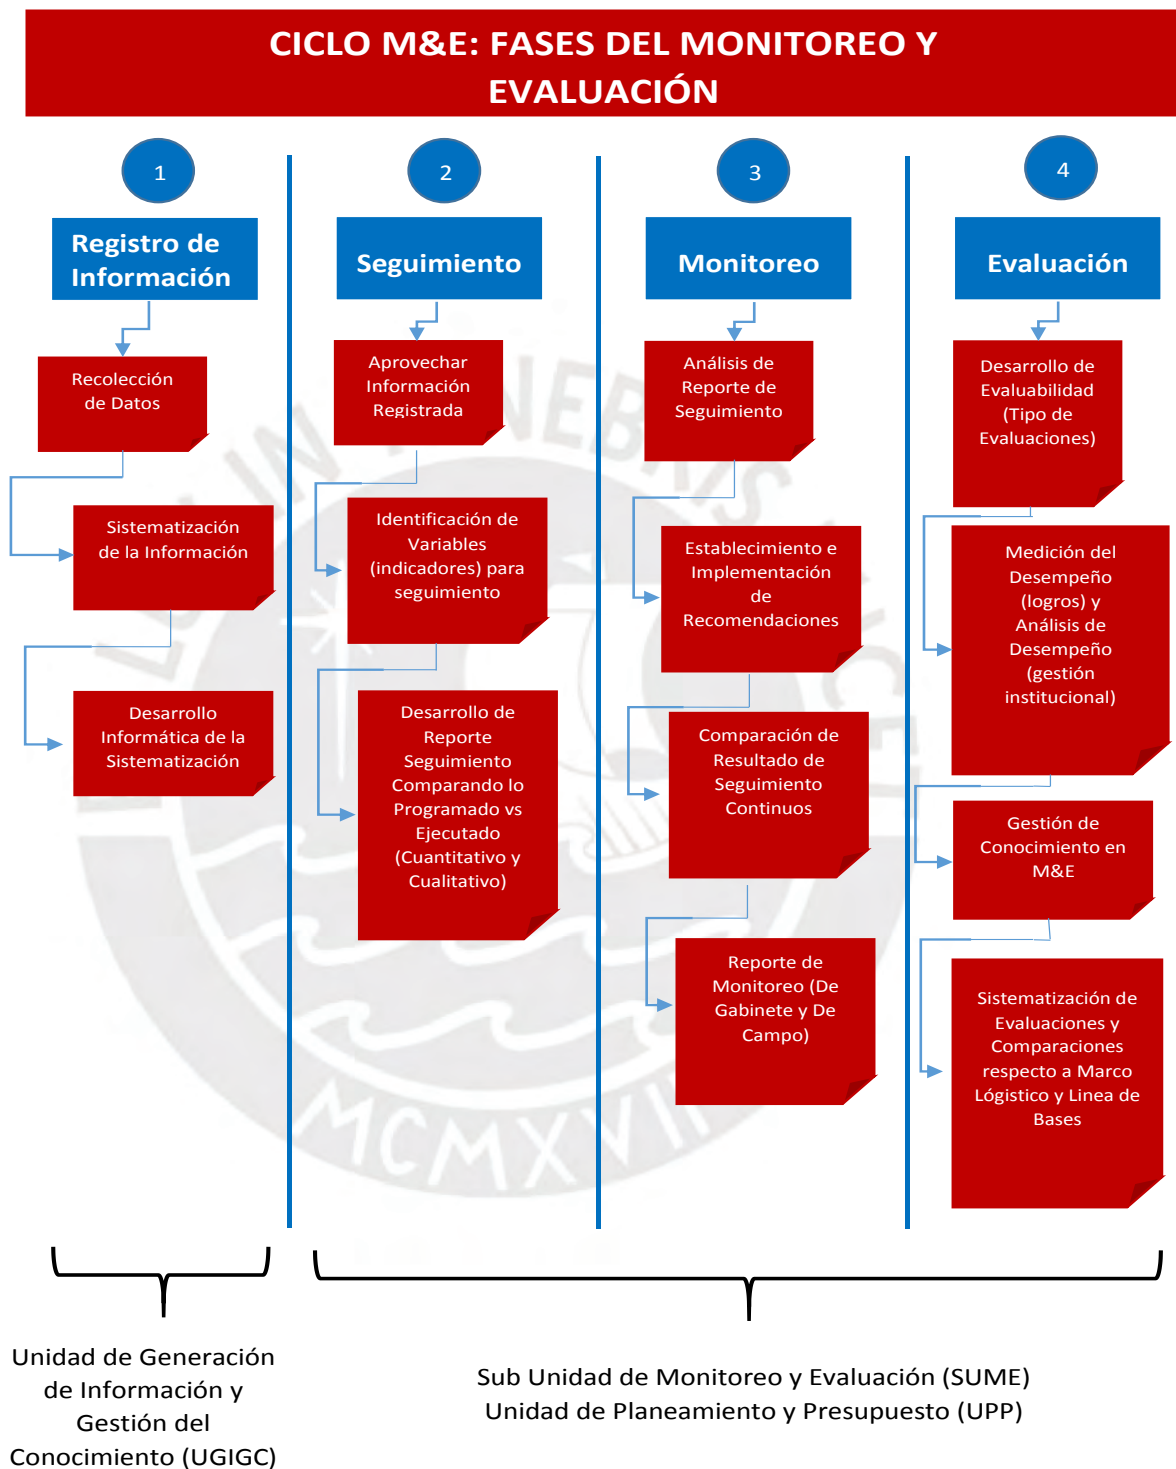 CICLO M&E: FASES DEL MONITOREO Y
EVALUACIÓN
1
Registro de
Información
Recolección
de Datos
Sistematización
de la Información
Desarrollo
Informática de la
Sistematización
2
Seguimiento
Aprovechar
Información
Registrada
Identificación de
Variables
(indicadores) para
seguimiento
Desarrollo de
Reporte
Seguimiento
Comparando lo
Programado vs
Ejecutado
(Cuantitativo y
Cualitativo)
3
Monitoreo
Análisis de
Reporte de
Seguimiento
Establecimiento e
Implementación
de
Recomendaciones
Comparación de
Resultado de
Seguimiento
Continuos
Reporte de
Monitoreo (De
Gabinete y De
Campo)
4
Evaluación
Desarrollo de
Evaluabilidad
(Tipo de
Evaluaciones)
Medición del
Desempeño
(logros) y
Análisis de
Desempeño
(gestión
institucional)
Gestión de
Conocimiento en
M&E
Sistematización de
Evaluaciones y
Comparaciones
respecto a Marco
Lógistico y Linea de
Bases
Unidad de Generación
de Información y
Gestión del
Conocimiento (UGIGC)
Sub Unidad de Monitoreo y Evaluación (SUME)
Unidad de Planeamiento y Presupuesto (UPP)
MCMXVII